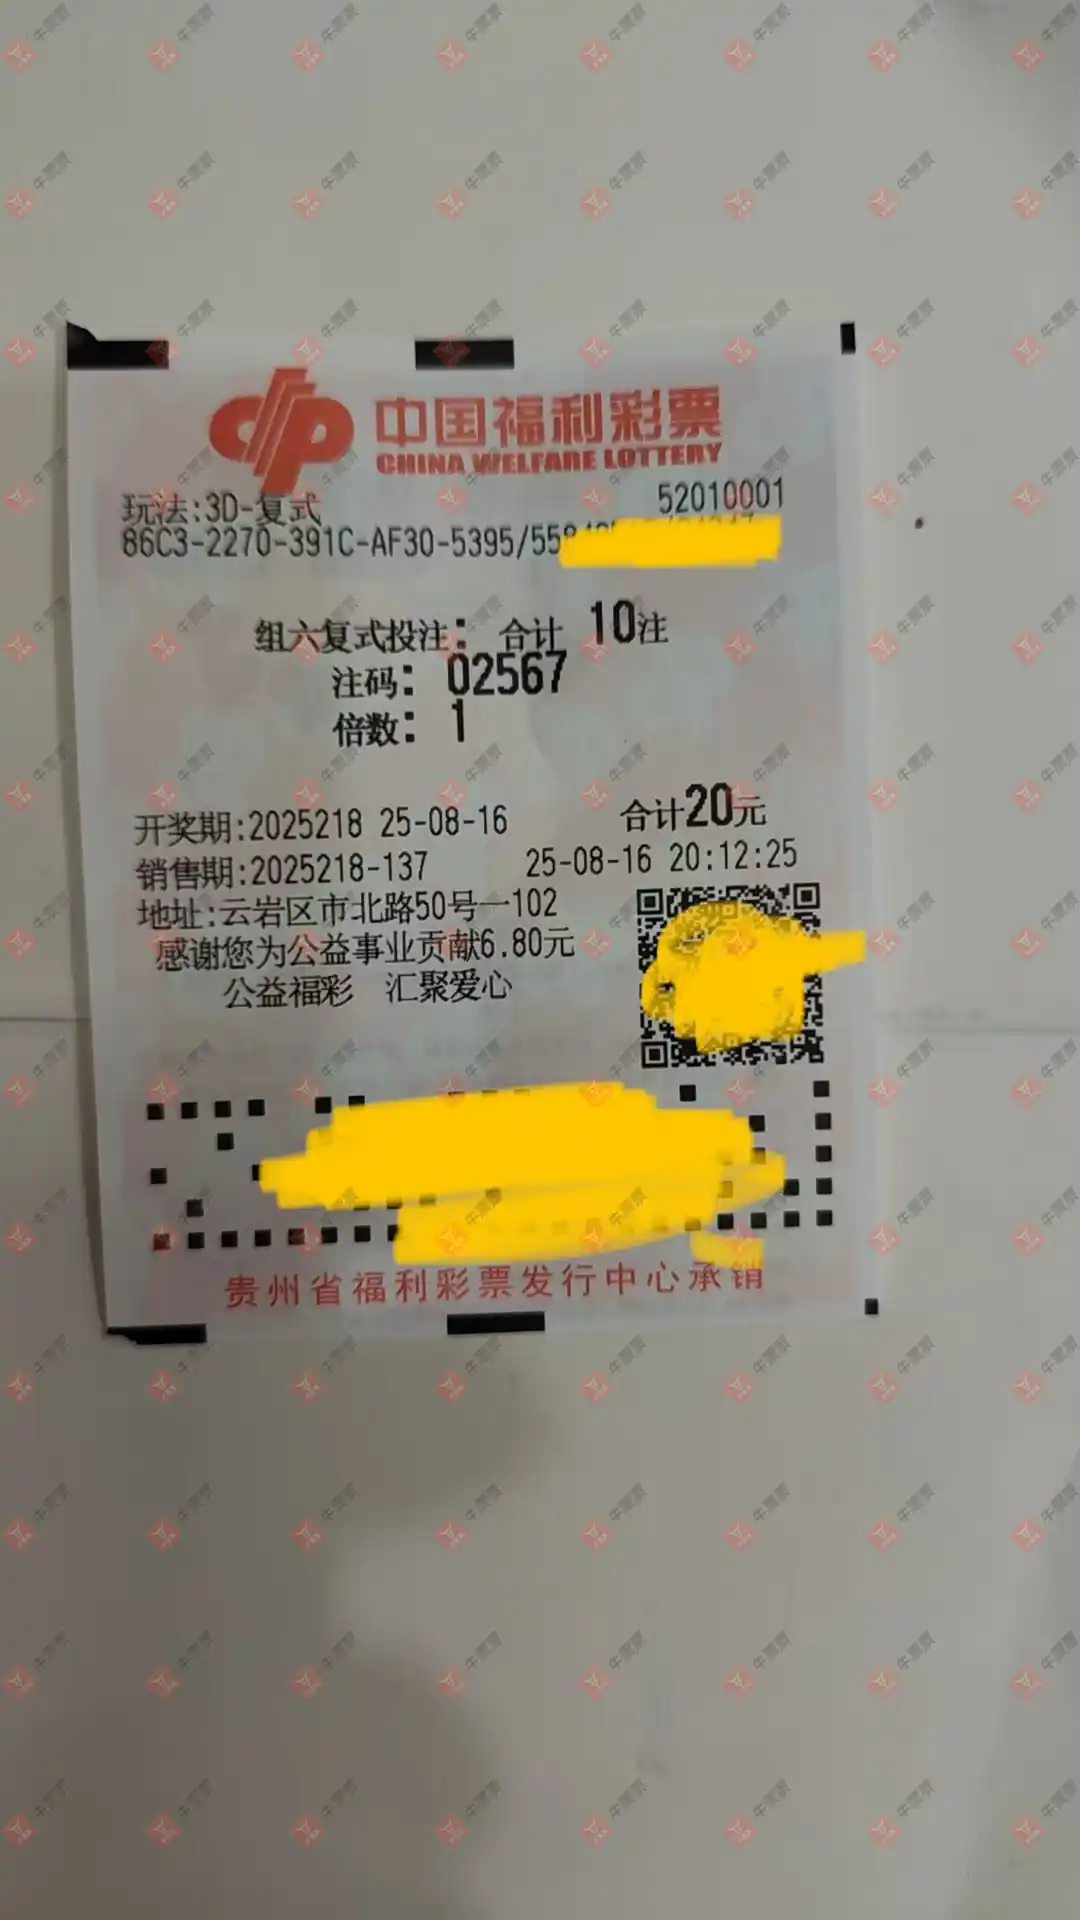 中国福利彩票
CHINA WELFARE LOTTERY
玩法:3D-复式 52010001
86C3-2270-391C-AF30-5395/55
组六复式投注: 合计 10注
注码: 02567
倍数: 1
开奖期:2025218 25-08-16 合计20元
销售期:2025218-137 25-08-16 20:12:25
地址:云岩区市北路50号一102
感谢您为公益事业贡献6.80元
公益福彩 汇聚爱心
贵州省福利彩票发行中心承销